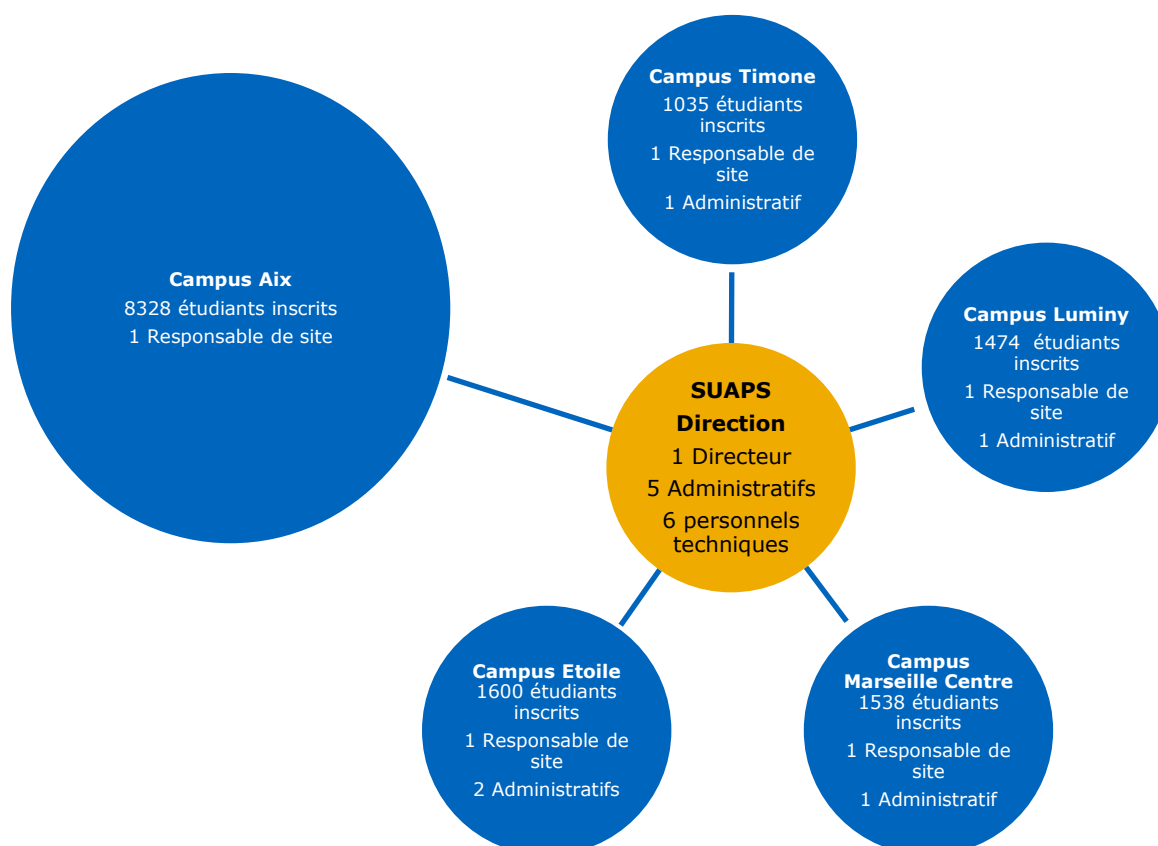 Campus Timone
1035 étudiants
inscrits
1 Responsable de
site
1 Administratif
Campus Aix
8328 étudiants inscrits
1 Responsable de site
Campus Luminy
1474  étudiants
inscrits
1 Responsable de
site
1 Administratif
SUAPS
Direction
1 Directeur
5 Administratifs
6 personnels
techniques
Campus Etoile
1600 étudiants
inscrits
1 Responsable de
site
2 Administratifs
Campus
Marseille Centre
1538 étudiants
inscrits
1 Responsable de
site
1 Administratif